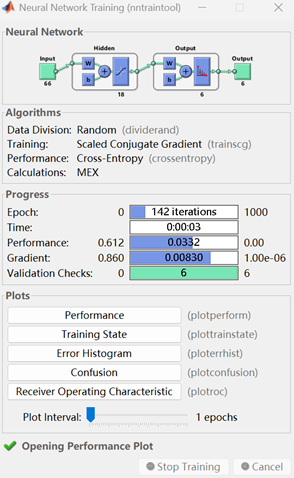 Neural Network Training (nntraintool)
Neural Network
Hidden Output
Input Output
W W
b b
66 6
18 6
Algorithms
Data Division: Random (dividerand)
Training: Scaled Conjugate Gradient (trainscg)
Performance: Cross-Entropy (crossentropy)
Calculations: MEX
Progress
Epoch: 0 142 iterations 1000
Time: 0:00:03
Performance: 0.612 0.0332 0.00
Gradient: 0.860 0.00830 1.00e-06
Validation Checks: 0 6 6
Plots
Performance (plotperform)
Training State (plottrainstate)
Error Histogram (ploterrhist)
Confusion (plotconfusion)
Receiver Operating Characteristic (plotroc)
Plot Interval: 1 epochs
Opening Performance Plot
Stop Training Cancel